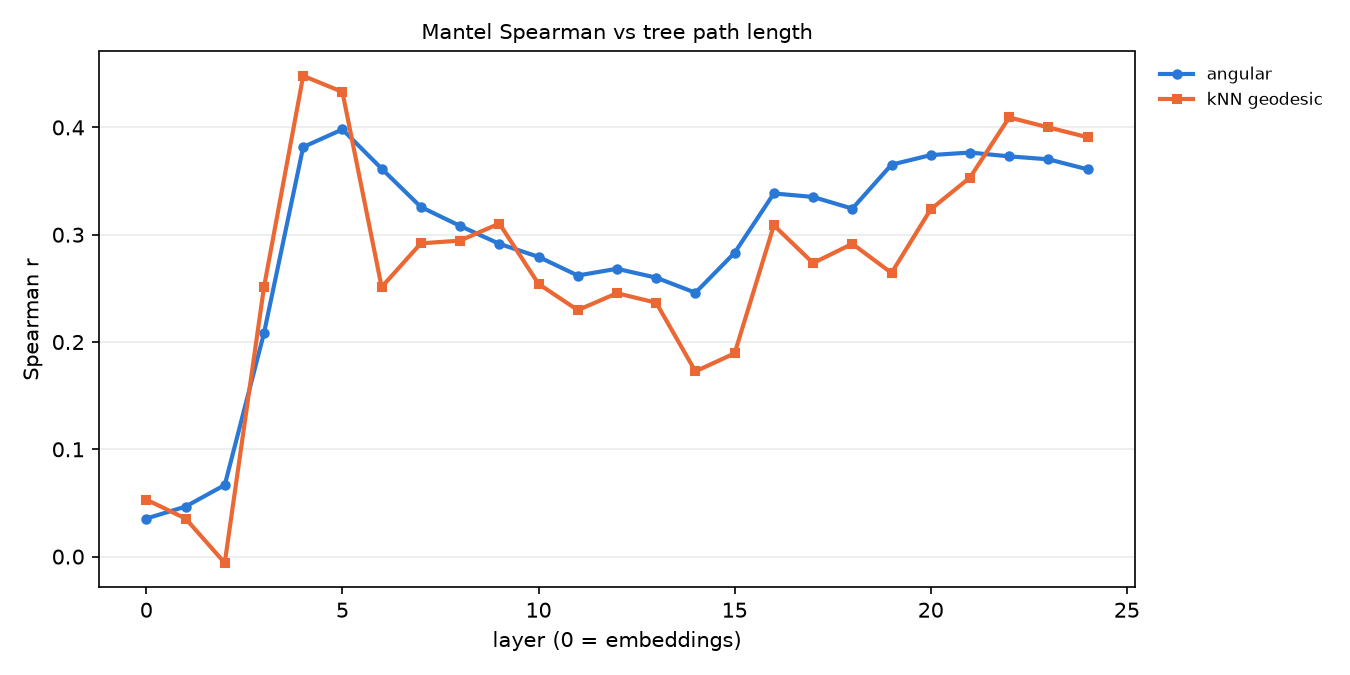 Mantel Spearman vs tree path length
angular
kNN geodesic
Spearman r
0.4
0.3
0.2
0.1
0.0
0 5 10 15 20 25
layer (0 = embeddings)